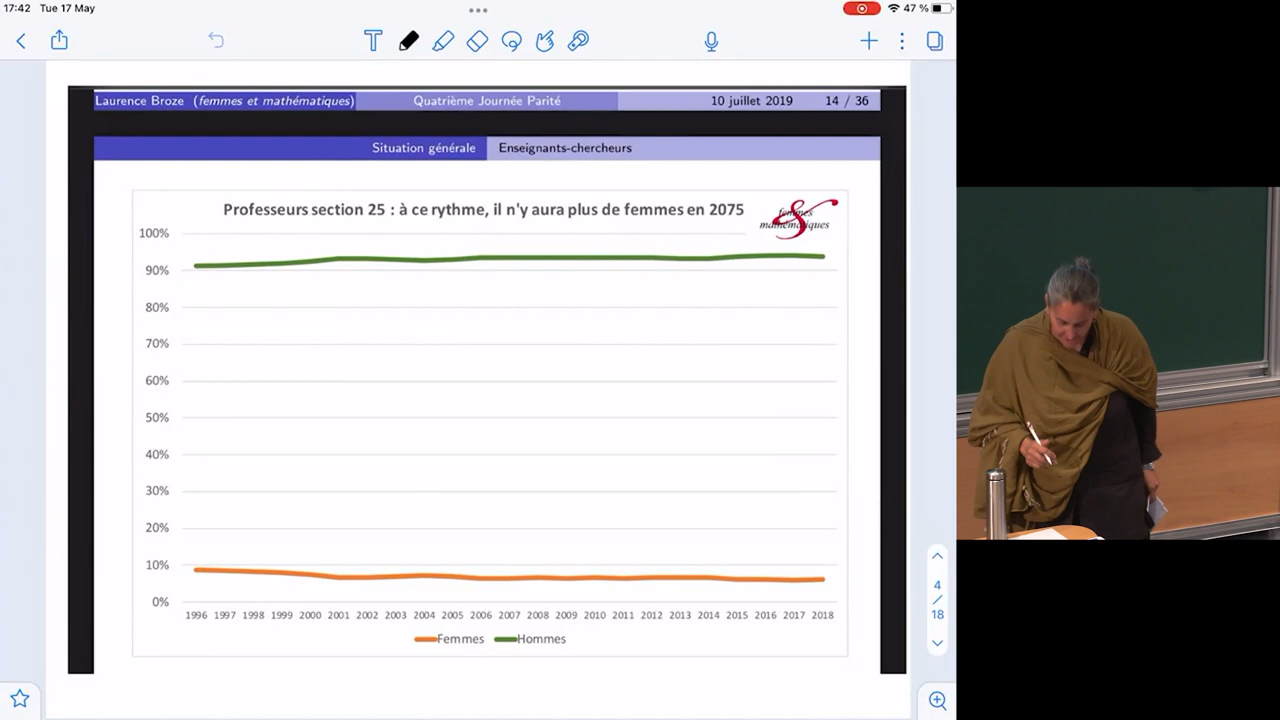 17:42 Tue 17 May
47 %
Laurence Broze (femmes et mathématiques) Quatrième Journée Parité 10 juillet 2019 14 / 36
Situation générale Enseignants-chercheurs
Professeurs section 25 : à ce rythme, il n'y aura plus de femmes en 2075
femmes
&
mathématiques
100%
90%
80%
70%
60%
50%
40%
30%
20%
10%
0%
1996 1997 1998 1999 2000 2001 2002 2003 2004 2005 2006 2007 2008 2009 2010 2011 2012 2013 2014 2015 2016 2017 2018
Femmes Hommes
4
/
18